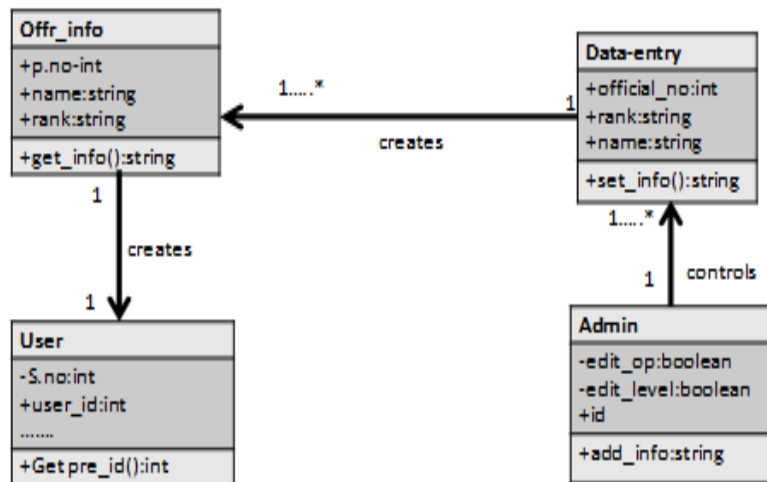 Offr_info
+p.no-int
+name:string
+rank:string
+get_info():string
1
1.....*
creates
1
Data-entry
+official_no:int
+rank:string
+name:string
+set_info():string
1.....*
controls
1
creates
1
User
-S.no:int
+user_id:int
.......
+Getpre_id():int
Admin
-edit_op:boolean
-edit_level:boolean
+id
+add_info:string